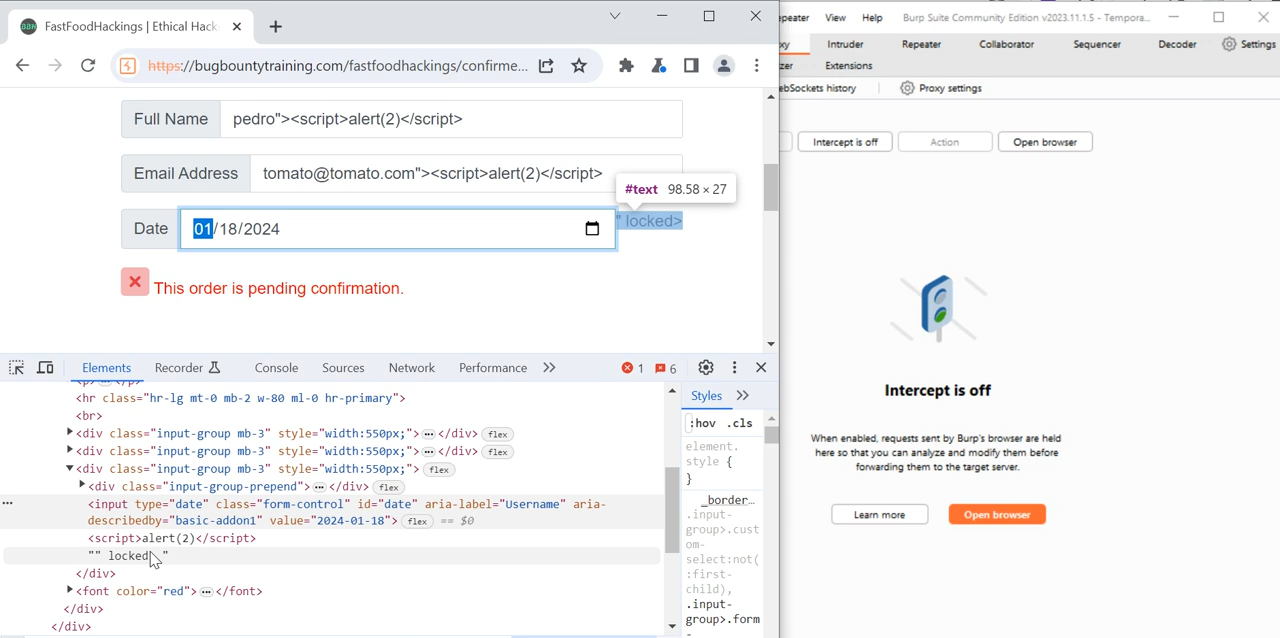 FastFoodHackings | Ethical Hack
https://bugbountytraining.com/fastfoodhackings/confirme...
Full Name pedro"><script>alert(2)</script>
Email Address tomato@tomato.com"><script>alert(2)</script>
#text 98.58 × 27
Date 01/18/2024 " locked>
This order is pending confirmation.
Elements Recorder Console Sources Network Performance 1 6
<hr class="hr-lg mt-0 mb-2 w-80 ml-0 hr-primary">
<br>
<div class="input-group mb-3" style="width:550px;"> … </div> flex
<div class="input-group mb-3" style="width:550px;"> … </div> flex
<div class="input-group mb-3" style="width:550px;"> flex
<div class="input-group-prepend"> … </div> flex
<input type="date" class="form-control" id="date" aria-label="Username" aria-
describedby="basic-addon1" value="2024-01-18"> flex == $0
<script>alert(2)</script>
"" locked "
</div>
<font color="red"> … </font>
</div>
</div>
Styles
:hov .cls
element.
style {
}
_border…
.input-
group>.cust
om-
select:not(
:first-
child),
.input-
group>.form
-
peater View Help Burp Suite Community Edition v2023.11.1.5 - Tempora...
xy Intruder Repeater Collaborator Sequencer Decoder Settings
zer Extensions
ebSockets history Proxy settings
Intercept is off Action Open browser
Intercept is off
When enabled, requests sent by Burp's browser are held
here so that you can analyze and modify them before
forwarding them to the target server.
Learn more Open browser